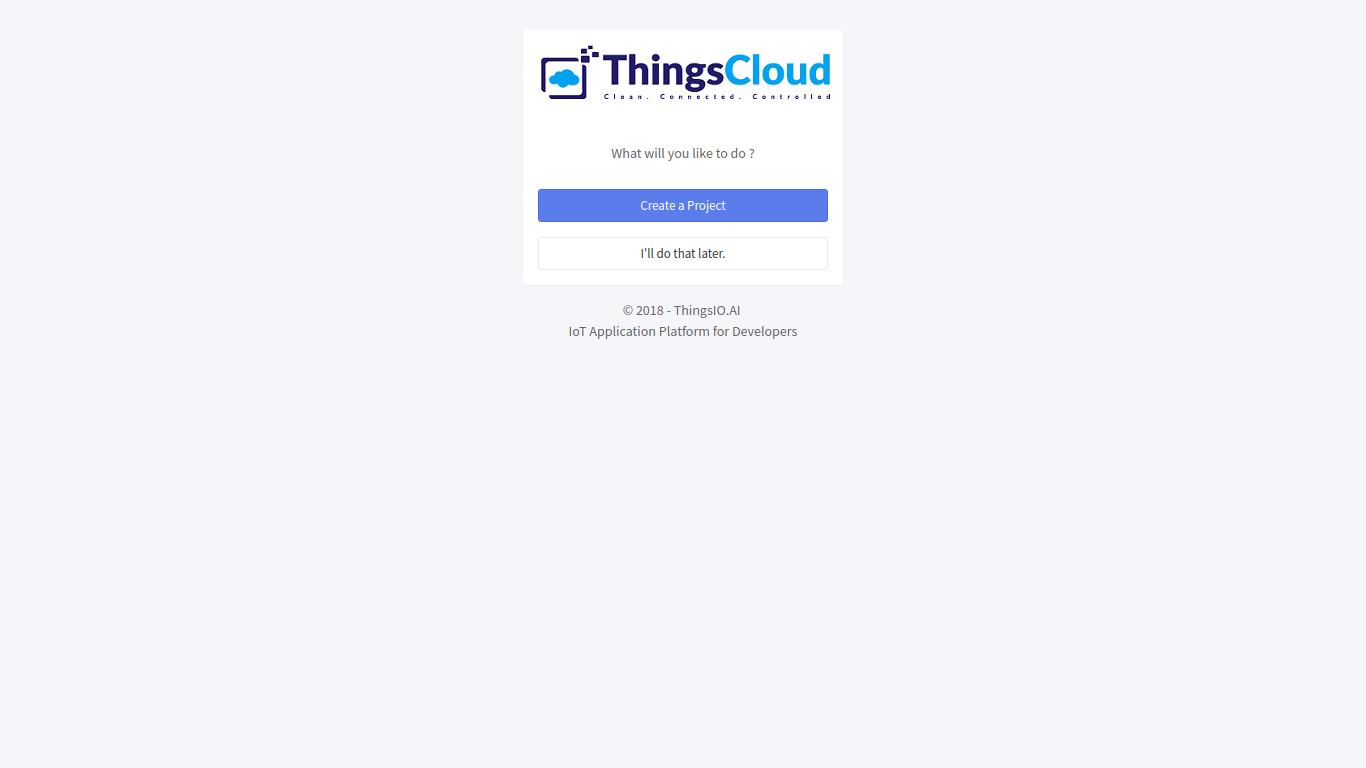 ThingsCloud
Clean. Connected. Controlled
What will you like to do ?
Create a Project
I'll do that later.
© 2018 - ThingsIO.AI
IoT Application Platform for Developers